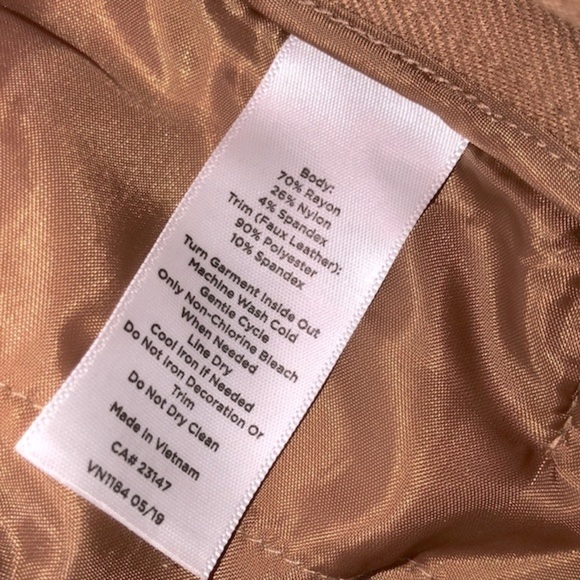 Body:
70% Rayon
26% Nylon
4% Spandex
Trim (Faux Leather):
90% Polyester
10% Spandex
Turn Garment Inside Out
Machine Wash Cold
Gentle Cycle
Only Non-Chlorine Bleach
When Needed
Line Dry
Cool Iron if Needed
Do Not Iron Decoration Or
Trim
Do Not Dry Clean
Made In Vietnam
CA# 23147
VN1184 05/19